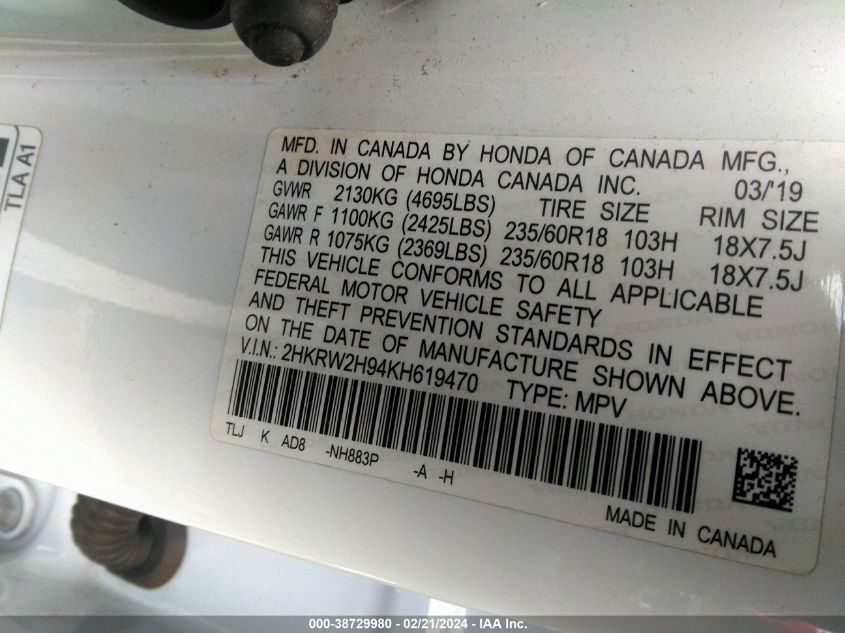 TLA A1
MFD. IN CANADA BY HONDA OF CANADA MFG.,
A DIVISION OF HONDA CANADA INC. 03/'19
GVWR 2130KG (4695LBS) TIRE SIZE RIM SIZE
GAWR F 1100KG (2425LBS) 235/60R18 103H 18X7.5J
GAWR R 1075KG (2369LBS) 235/60R18 103H 18X7.5J
THIS VEHICLE CONFORMS TO ALL APPLICABLE
FEDERAL MOTOR VEHICLE SAFETY
AND THEFT PREVENTION STANDARDS IN EFFECT
ON THE DATE OF MANUFACTURE SHOWN ABOVE.
V.I.N.: 2HKRW2H94KH619470 TYPE: MPV
TLJ K AD8 -NH883P -A -H
MADE IN CANADA
000-38729980 - 02/21/2024 - IAA Inc.